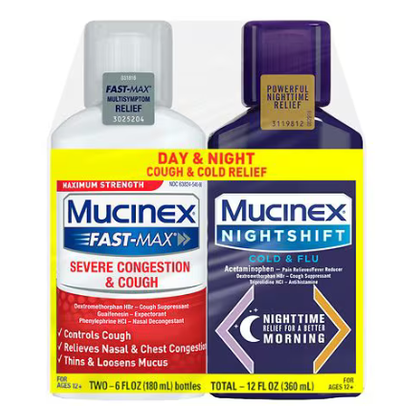 FAST-MAX®
MULTISYMPTOM
RELIEF
3025204
POWERFUL
NIGHTTIME
RELIEF
3119812
DAY & NIGHT
COUGH & COLD RELIEF
MAXIMUM STRENGTH
Mucinex®
FAST-MAX®
SEVERE CONGESTION
& COUGH
Dextromethorphan HBr – Cough Suppressant
Guaifenesin – Expectorant
Phenylephrine HCl – Nasal Decongestant
Controls Cough
Relieves Nasal & Chest Congestion
Thins & Loosens Mucus
Mucinex®
NIGHTSHIFT
COLD & FLU
Acetaminophen – Pain Reliever/Fever Reducer
Dextromethorphan HBr – Cough Suppressant
Triprolidine HCl – Antihistamine
NIGHTTIME
RELIEF FOR A BETTER
MORNING
FOR
AGES 12+
TWO – 6 FL OZ (180 mL) bottles
TOTAL – 12 FL OZ (360 mL)
FOR
AGES 12+